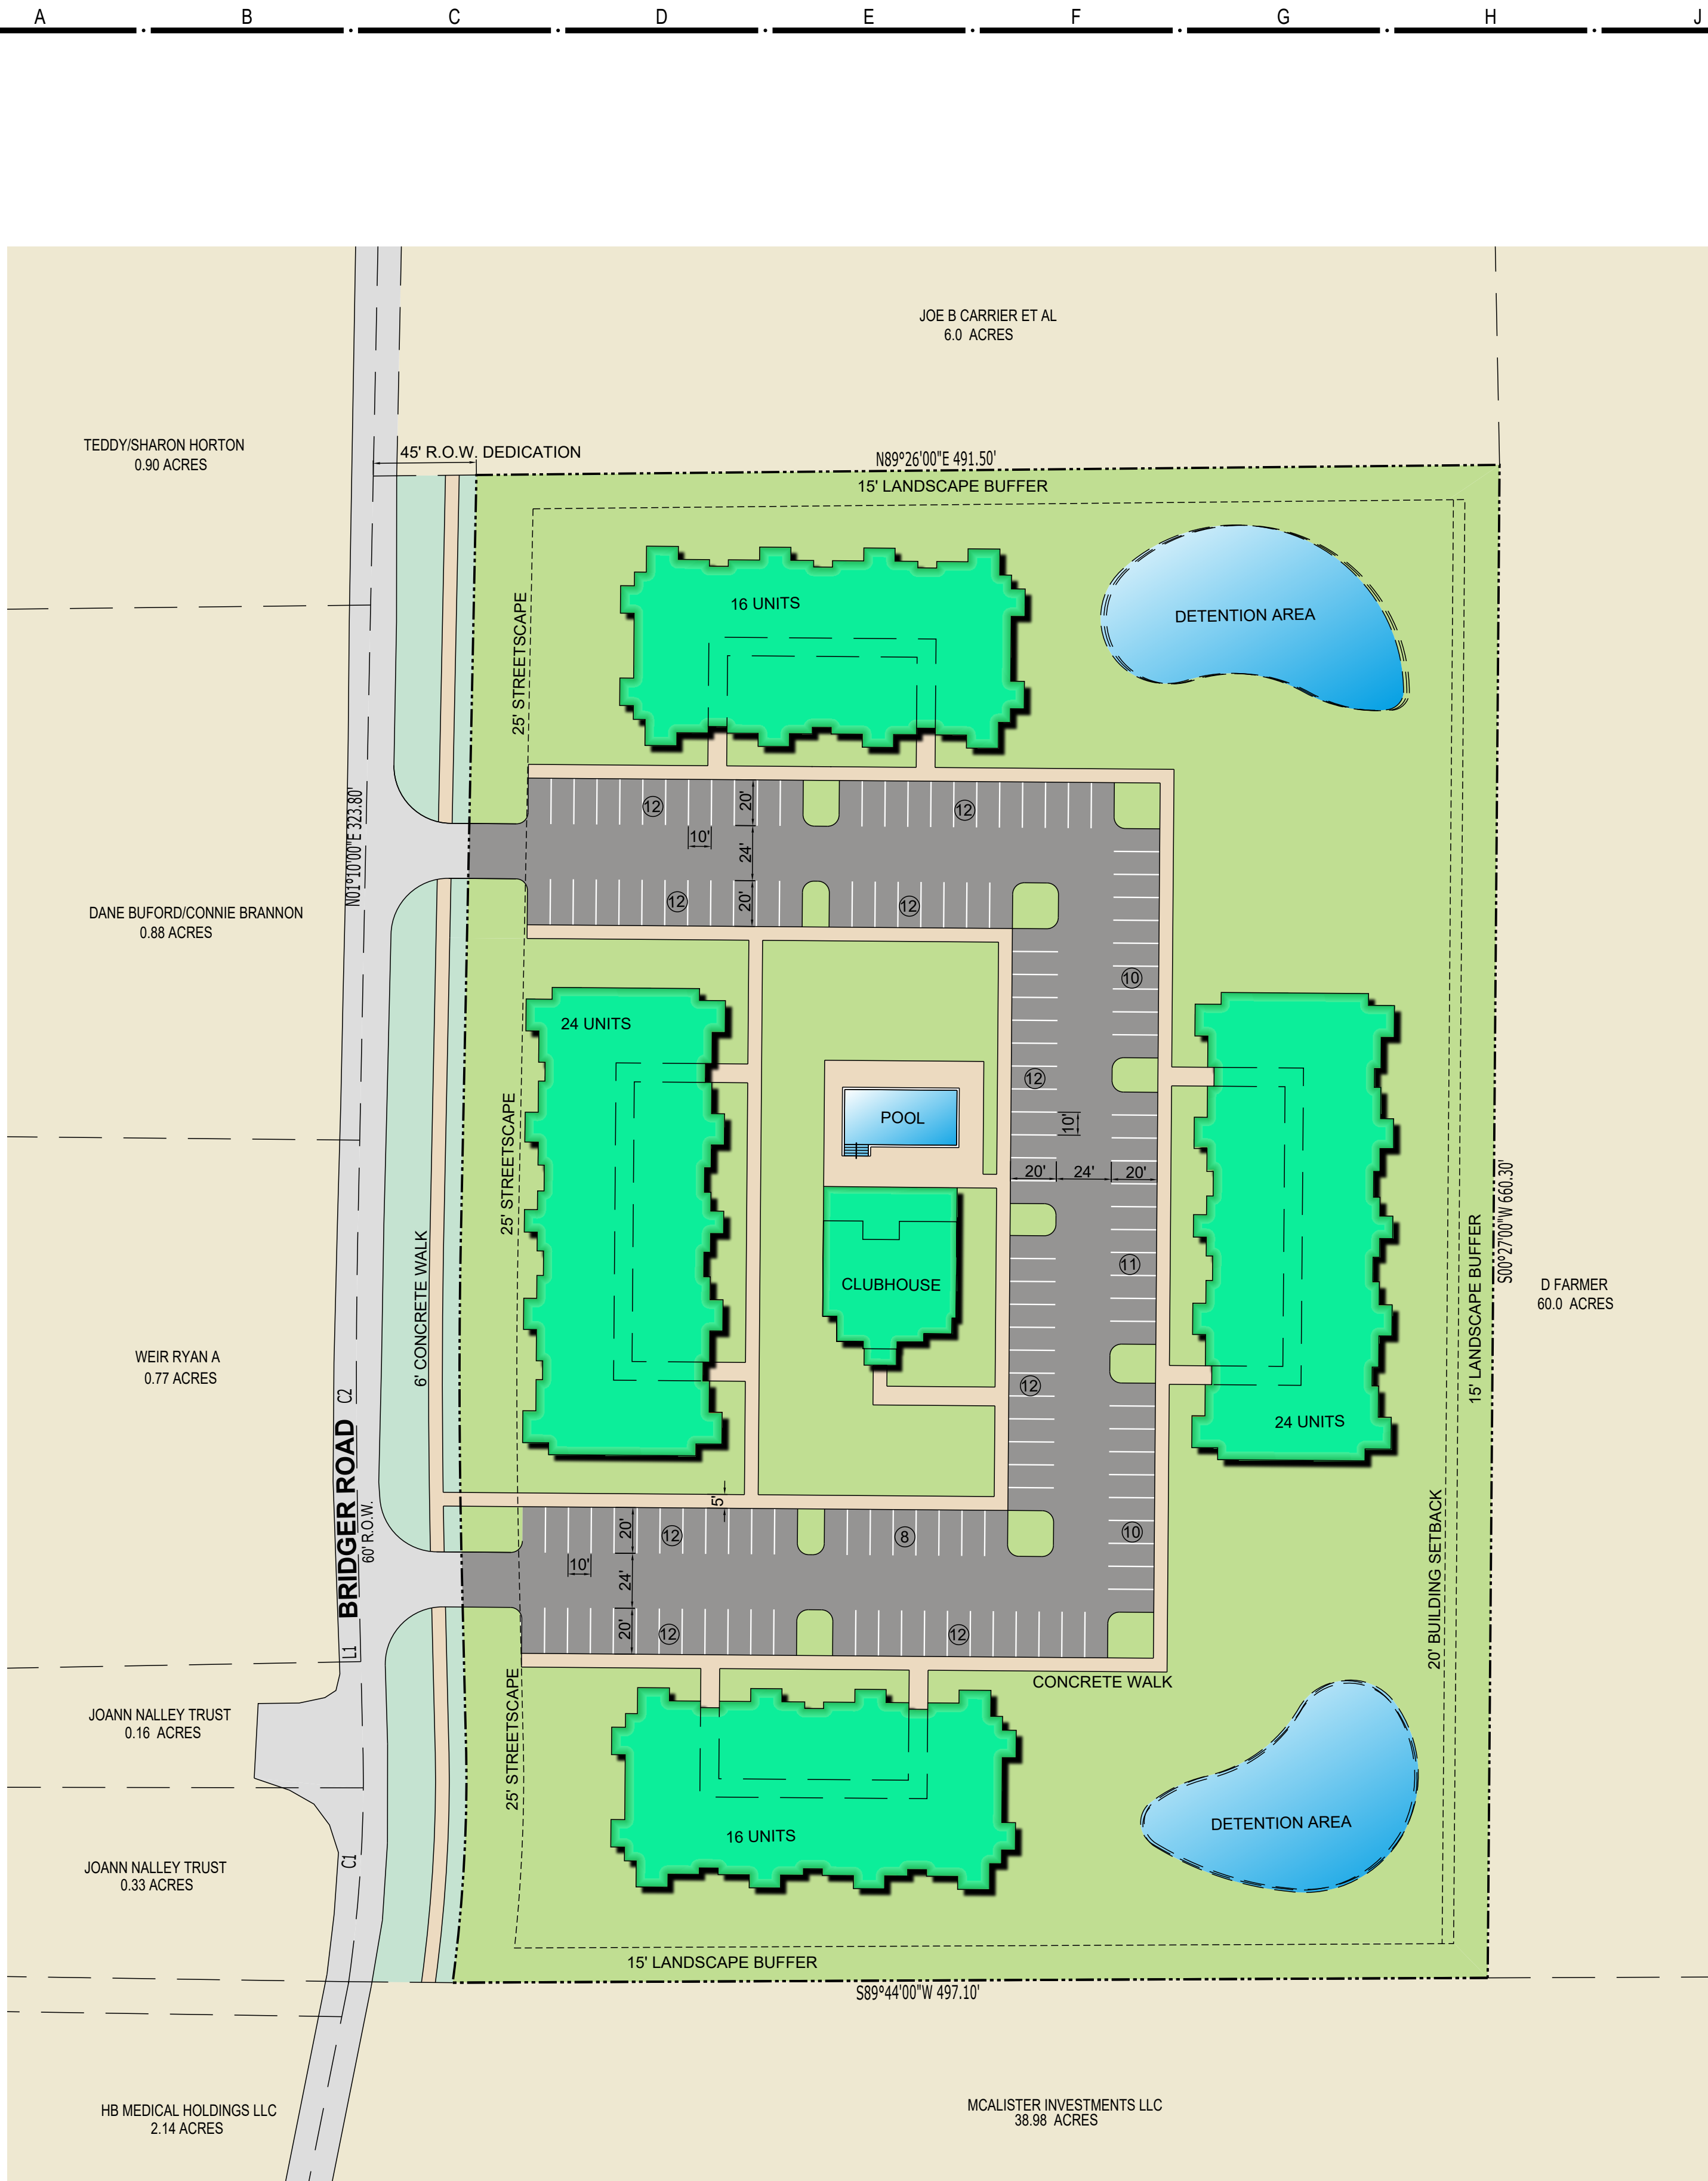 A B C D E F G H J
JOE B CARRIER ET AL
6.0 ACRES
TEDDY/SHARON HORTON
0.90 ACRES
45' R.O.W. DEDICATION
N89°26'00"E 491.50'
15' LANDSCAPE BUFFER
25' STREETSCAPE
16 UNITS
DETENTION AREA
N01°10'00"E 323.80'
12
20'
12
10'
24'
12
20'
12
DANE BUFORD/CONNIE BRANNON
0.88 ACRES
10
24 UNITS
12
25' STREETSCAPE
POOL
10'
20'
24'
20'
S00°27'00"W 660.30'
15' LANDSCAPE BUFFER
6' CONCRETE WALK
CLUBHOUSE
11
D FARMER
60.0 ACRES
WEIR RYAN A
0.77 ACRES
C2
12
24 UNITS
BRIDGER ROAD
60' R.O.W.
5'
20'
12
8
10
10'
24'
20'
12
12
20' BUILDING SETBACK
L1
CONCRETE WALK
25' STREETSCAPE
JOANN NALLEY TRUST
0.16 ACRES
16 UNITS
DETENTION AREA
C1
JOANN NALLEY TRUST
0.33 ACRES
15' LANDSCAPE BUFFER
S89°44'00"W 497.10'
HB MEDICAL HOLDINGS LLC
2.14 ACRES
MCALISTER INVESTMENTS LLC
38.98 ACRES